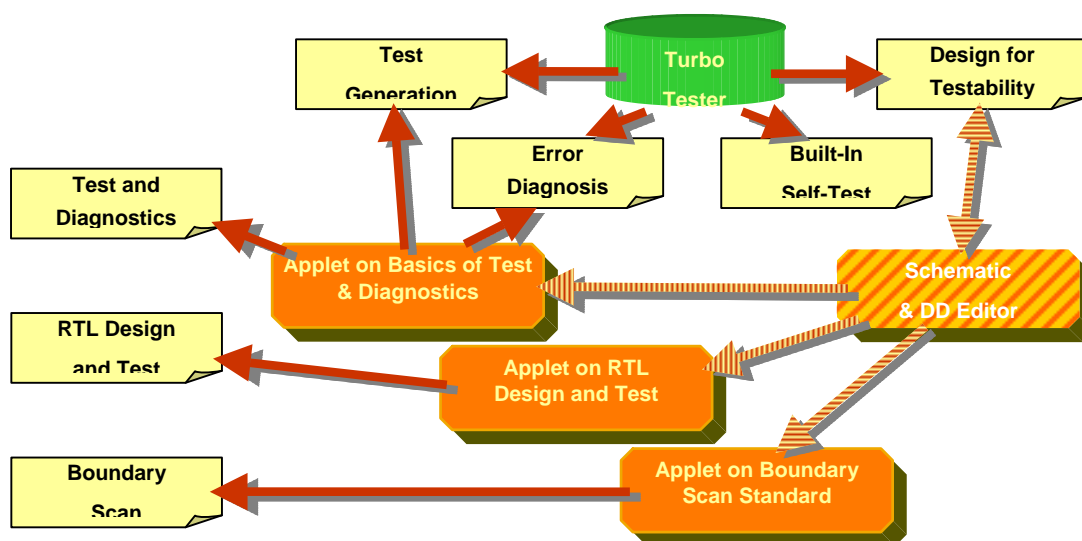 Test
Generation
Turbo
Tester
Design for
Testability
Error
Diagnosis
Built-In
Self-Test
Test and
Diagnostics
Applet on Basics of Test
& Diagnostics
Schematic
& DD Editor
RTL Design
and Test
Applet on RTL
Design and Test
Boundary
Scan
Applet on Boundary
Scan Standard